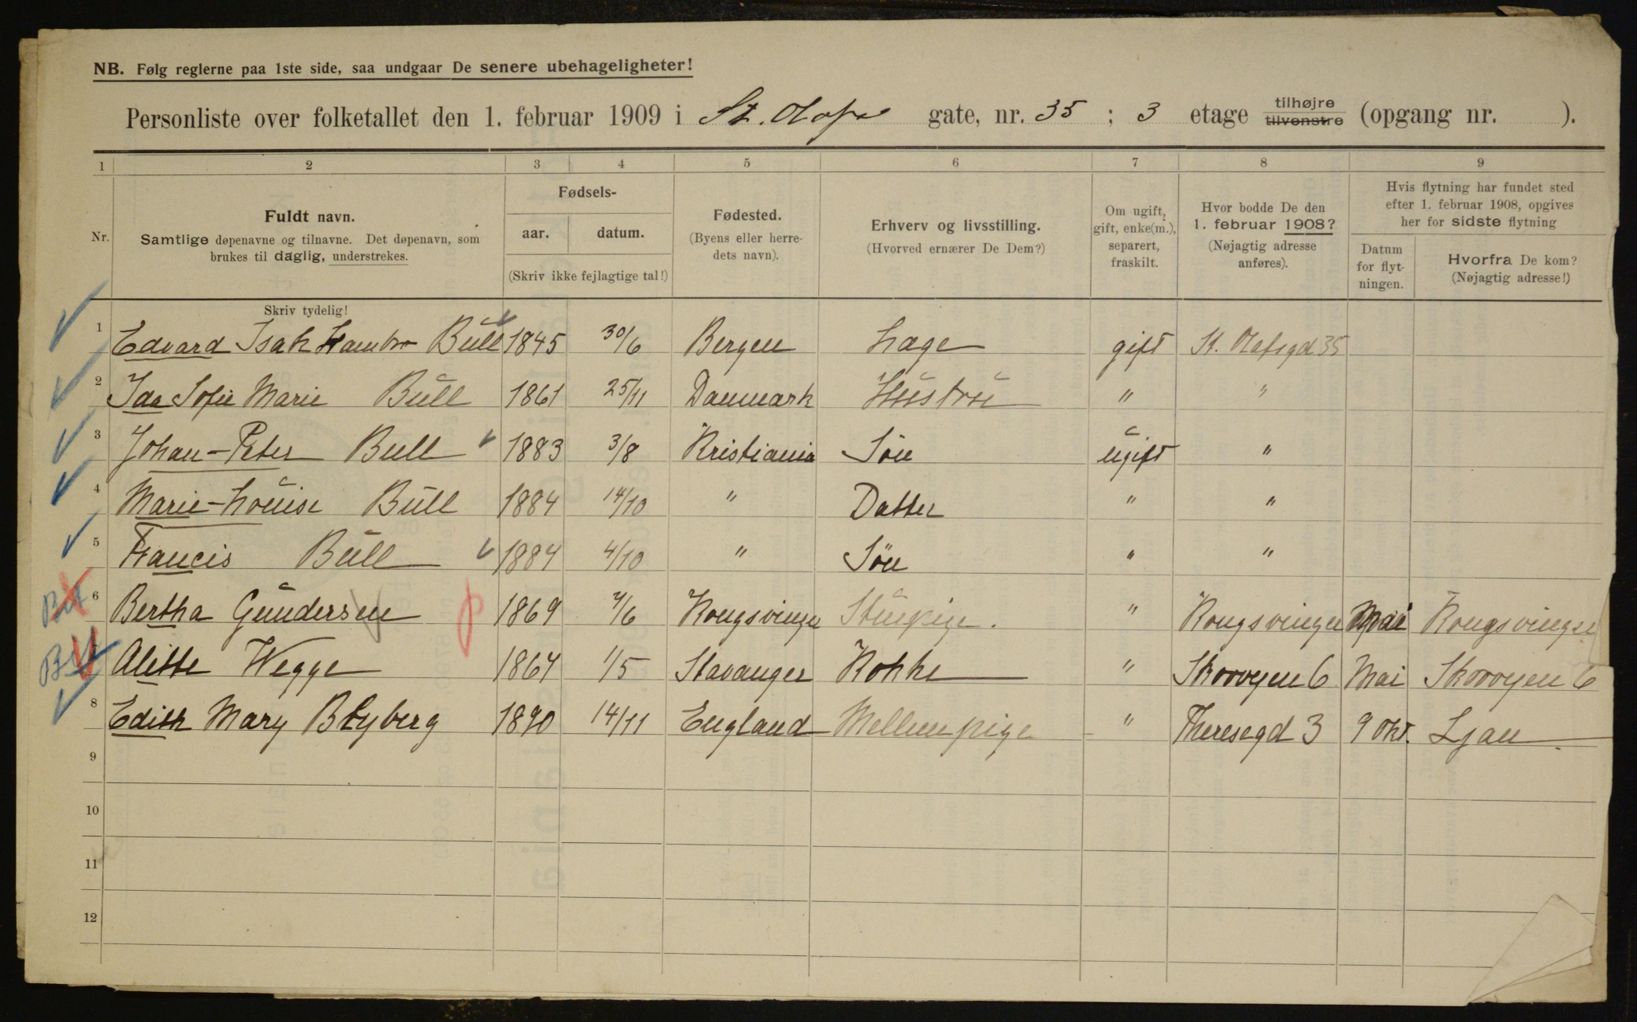 NB. Følg reglerne paa 1ste side, saa undgaar De senere ubehageligheter!
Personliste over folketallet den 1. februar 1909 i St. Olafs gate, nr. 35 ; 3 etage tilhøjre tilvenstre (opgang nr. ).
1 2 3 4 5 6 7 8 9
Nr. Fuldt navn. Samtlige døpenavne og tilnavne. Det døpenavn, som brukes til daglig, understrekes.
Fødsels- aar. datum. (Skriv ikke fejlagtige tal!)
Fødested. (Byens eller herredets navn).
Erhverv og livsstilling. (Hvorved ernærer De Dem?)
Om ugift, gift, enke(m.), separert, fraskilt.
Hvor bodde De den 1. februar 1908? (Nøjagtig adresse anføres).
Hvis flytning har fundet sted efter 1. februar 1908, opgives her for sidste flytning
Datum for flytningen. Hvorfra De kom? (Nøjagtig adresse!)
Skriv tydelig!
1 Edvard Isak Hambro Bull 1845 30/6 Bergen Læge gift St. Olafsgd 35
2 Ida Sofie Marie Bull 1861 25/11 Danmark Hustru " "
3 Johan-Peter Bull 1883 3/8 Kristiania Søn ugift "
4 Marie-Louise Bull 1884 14/10 " Datter " "
5 Francis Bull 1884 4/10 " Søn " "
6 Bertha Gundersen 1869 /6 Kongsvinger Stuepige. " Kongsvinger Mai Kongsvinger
Alette Wegge 1864 1/5 Stavanger Kokke " Skovvejen 6 Mai Skovvejen 6
8 Edith Mary Blyberg 1890 14/11 England Mellempige " Theresegd 3 9 Okt. Ljan
9
10
11
12